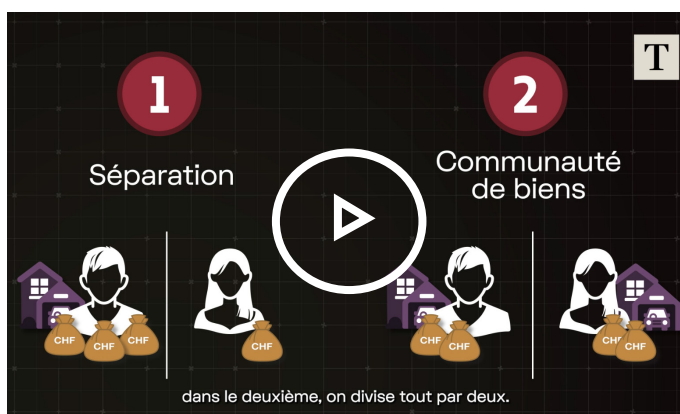 T
1
2
Séparation
Communauté
de biens
CHF
CHF
CHF
CHF
CHF
CHF
CHF
CHF
dans le deuxième, on divise tout par deux.